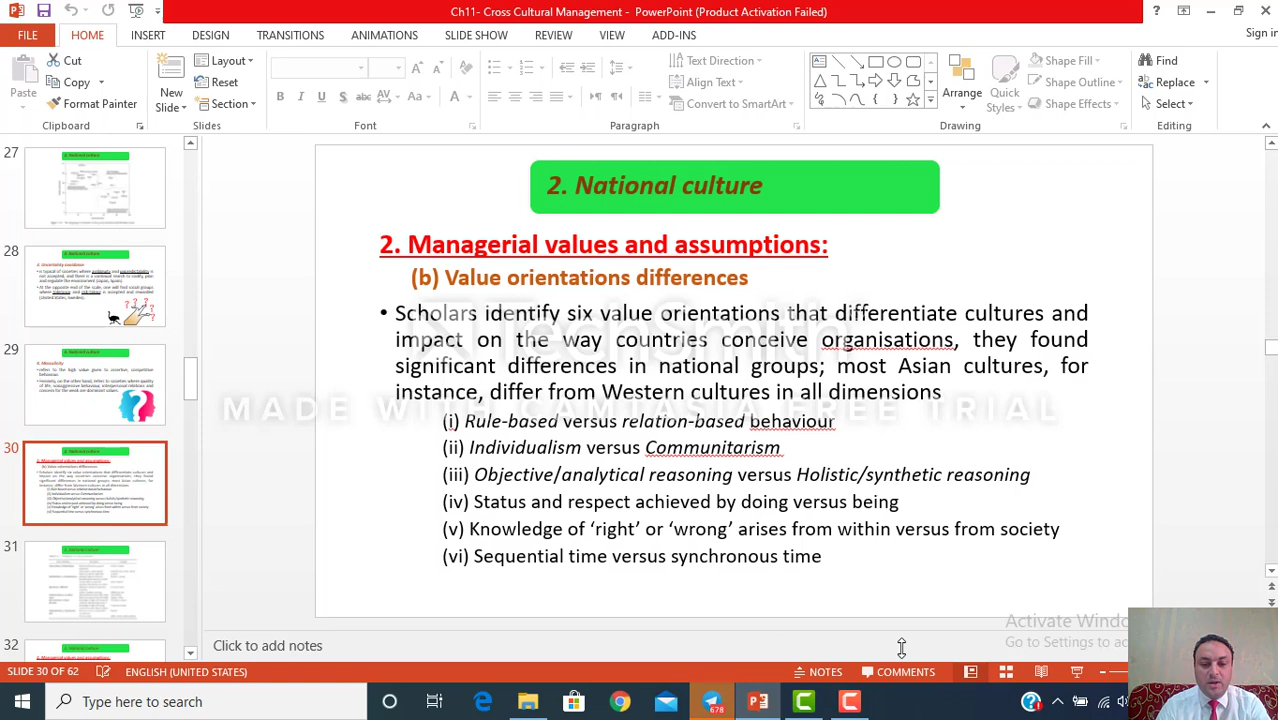 Ch11- Cross Cultural Management - PowerPoint (Product Activation Failed)
FILE HOME INSERT DESIGN TRANSITIONS ANIMATIONS SLIDE SHOW REVIEW VIEW ADD-INS Sign in
Paste Cut Copy Format Painter Clipboard
New Slide Layout Reset Section Slides
B I U S abc AV Aa A Font
Text Direction Align Text Convert to SmartArt Paragraph
Arrange Quick Styles Shape Fill Shape Outline Shape Effects Drawing
Find Replace Select Editing
27
28
29
30
31
32
2. National culture
2. Managerial values and assumptions:
(b) Value orientations differences
• Scholars identify six value orientations that differentiate cultures and
impact on the way countries conceive organisations, they found
significant differences in national groups; most Asian cultures, for
instance, differ from Western cultures in all dimensions
(i) Rule-based versus relation-based behaviour
(ii) Individualism versus Communitarism
(iii) Objective/analytical reasoning versus holistic/synthetic reasoning
(iv) Status and respect achieved by doing versus being
(v) Knowledge of ‘right’ or ‘wrong’ arises from within versus from society
(vi) Sequential time versus synchronic time
TechSmith
MADE WITH CAMTASIA FREE TRIAL
Activate Windo
Go to Settings to ac
Click to add notes
SLIDE 30 OF 62 ENGLISH (UNITED STATES) NOTES COMMENTS
Type here to search
678